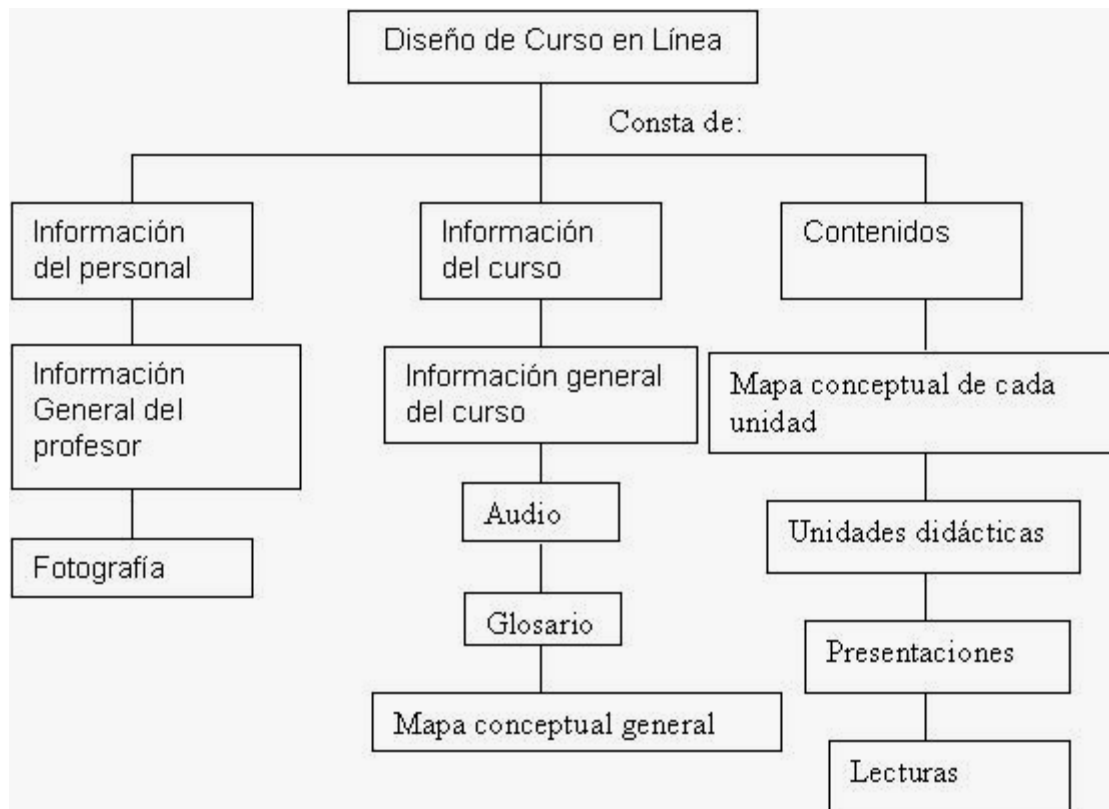 Diseño de Curso en Línea
Consta de:
Información
del personal
Información
del curso
Contenidos
Información
General del
profesor
Información general
del curso
Mapa conceptual de cada
unidad
Audio
Unidades didácticas
Fotografía
Glosario
Presentaciones
Mapa conceptual general
Lecturas